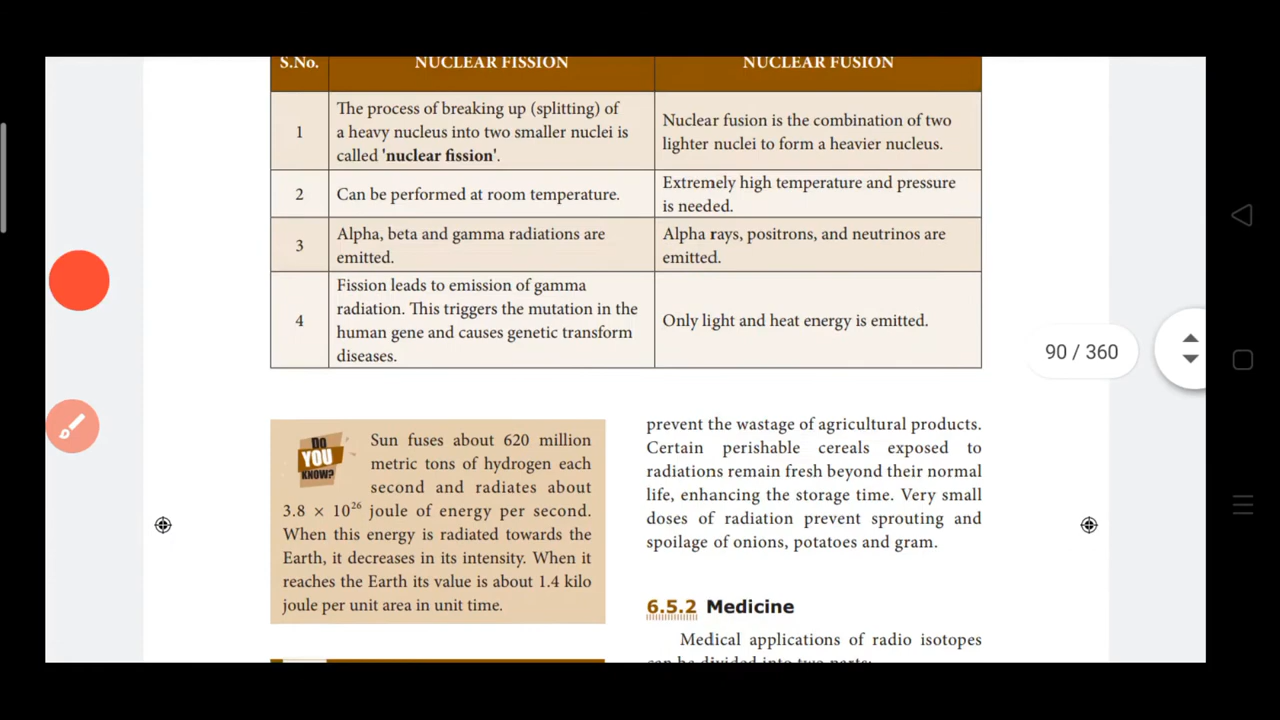 S.No. NUCLEAR FISSION NUCLEAR FUSION
1
The process of breaking up (splitting) of
a heavy nucleus into two smaller nuclei is
called 'nuclear fission'.
Nuclear fusion is the combination of two
lighter nuclei to form a heavier nucleus.
2
Can be performed at room temperature.
Extremely high temperature and pressure
is needed.
3
Alpha, beta and gamma radiations are
emitted.
Alpha rays, positrons, and neutrinos are
emitted.
4
Fission leads to emission of gamma
radiation. This triggers the mutation in the
human gene and causes genetic transform
diseases.
Only light and heat energy is emitted.
90 / 360
DO
YOU
KNOW?
Sun fuses about 620 million
metric tons of hydrogen each
second and radiates about
3.8 × 10²⁶ joule of energy per second.
When this energy is radiated towards the
Earth, it decreases in its intensity. When it
reaches the Earth its value is about 1.4 kilo
joule per unit area in unit time.
prevent the wastage of agricultural products.
Certain perishable cereals exposed to
radiations remain fresh beyond their normal
life, enhancing the storage time. Very small
doses of radiation prevent sprouting and
spoilage of onions, potatoes and gram.
6.5.2 Medicine
Medical applications of radio isotopes
can be divided into two parts: